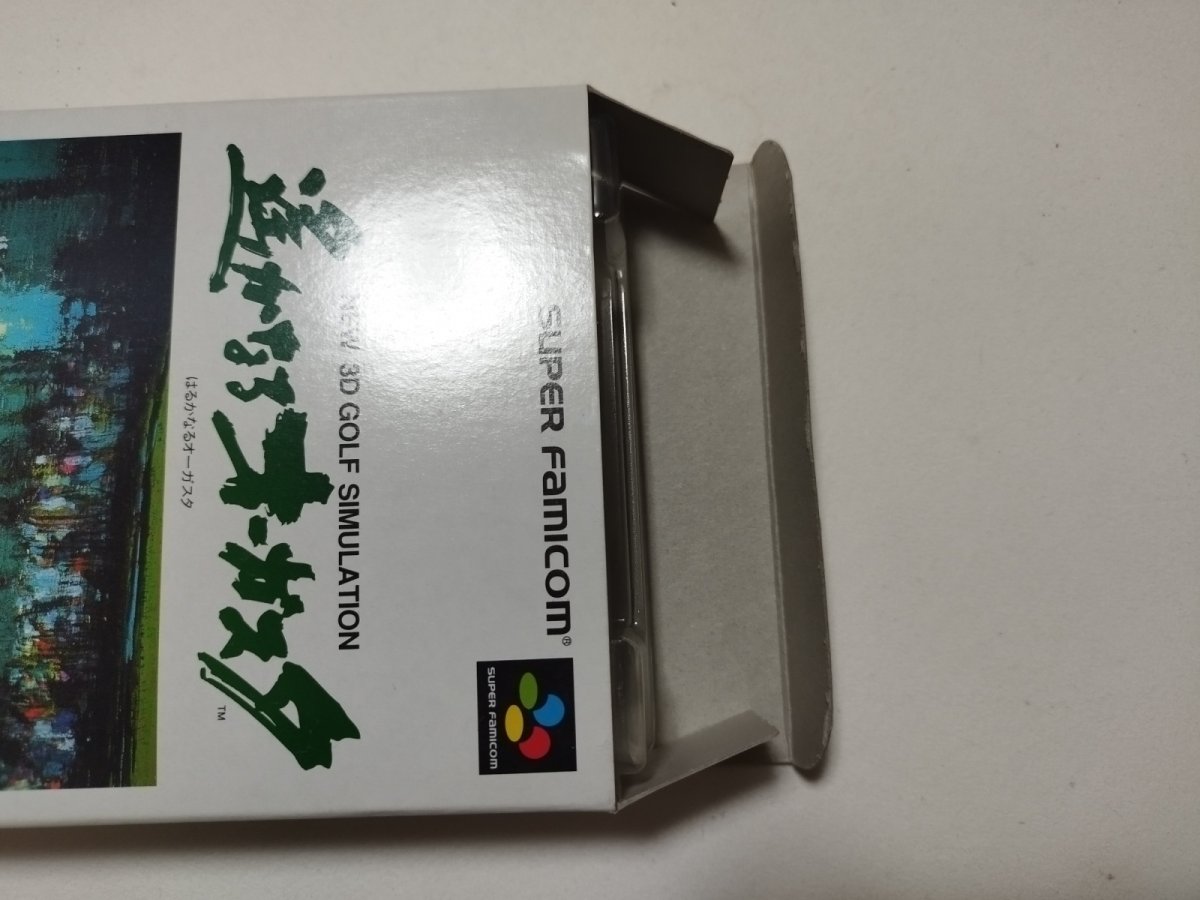 SUPER FAMICOM®
SUPER FAMICOM
NEW 3D GOLF SIMULATION
遙かなるオーガスタ
TM
はるかなるオーガスタ